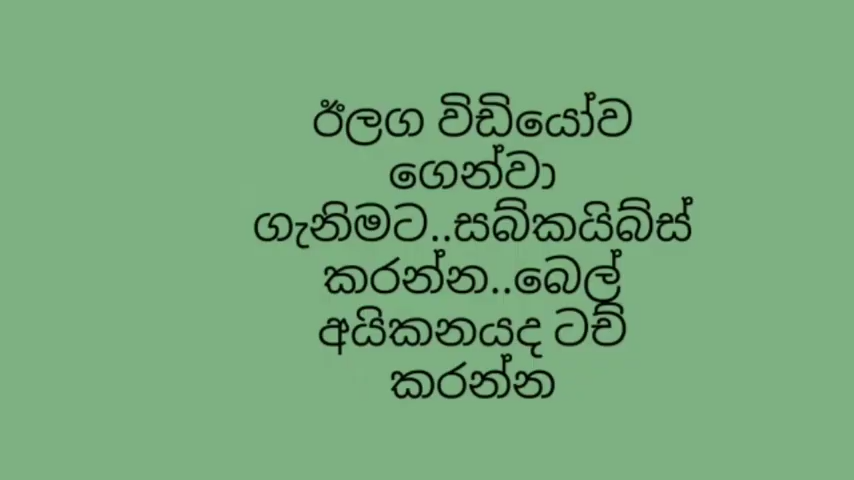 ඊලග විඩියෝව
ගෙන්වා
ගැනිමට..සබ්කයිබ්ස්
කරන්න..බෙල්
අයිකනයද ටච්
කරන්න